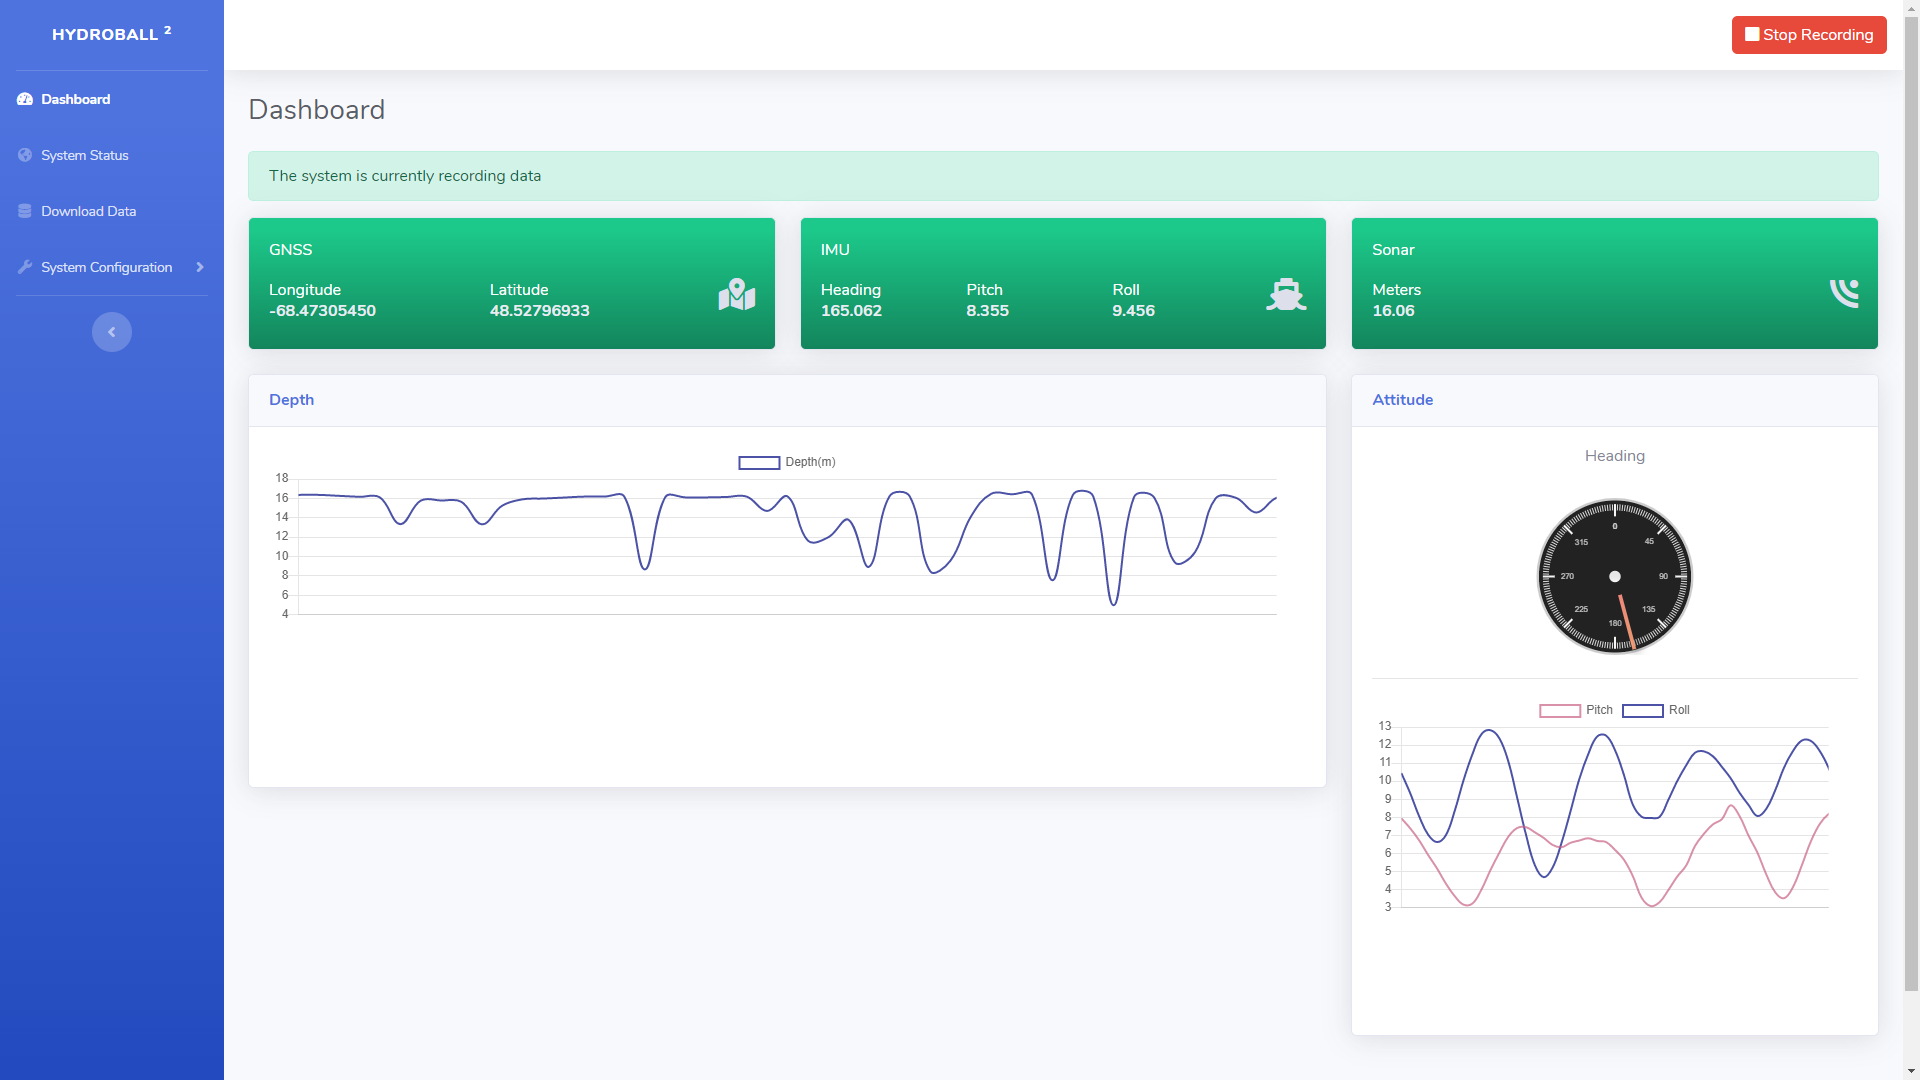 HYDROBALL 2
Stop Recording
Dashboard
System Status
Download Data
System Configuration
Dashboard
The system is currently recording data
GNSS
Longitude Latitude
-68.47305450 48.52796933
IMU
Heading Pitch Roll
165.062 8.355 9.456
Sonar
Meters
16.06
Depth
Depth(m)
18
16
14
12
10
8
6
4
Attitude
Heading
0
315 45
270 90
225 135
180
Pitch Roll
13
12
11
10
9
8
7
6
5
4
3